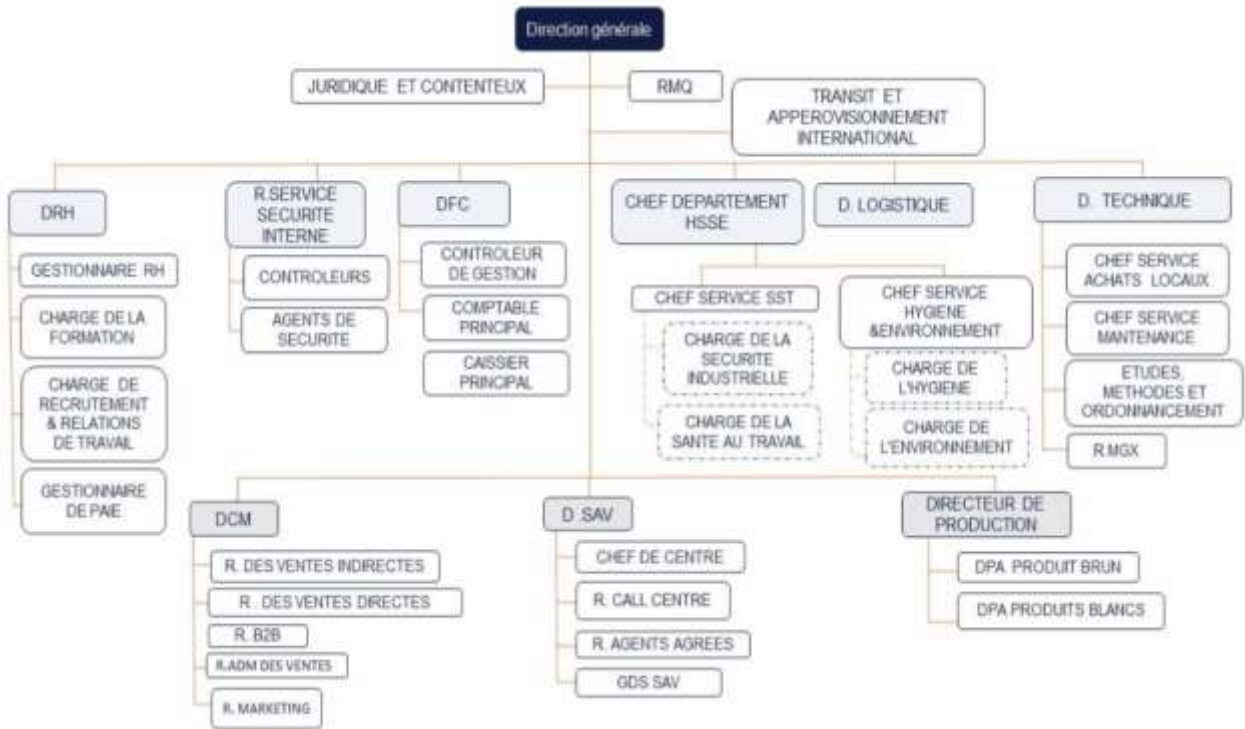 Direction générale
JURIDIQUE ET CONTENTEUX
RMQ
TRANSIT ET
APPEROVISIONNEMENT
INTERNATIONAL
DRH
GESTIONNAIRE RH
CHARGE DE LA
FORMATION
CHARGE DE
RECRUTEMENT
& RELATIONS
DE TRAVAIL
GESTIONNAIRE
DE PAIE
R.SERVICE
SECURITE
INTERNE
CONTROLEURS
AGENTS DE
SECURITE
DFC
CONTROLEUR
DE GESTION
COMPTABLE
PRINCIPAL
CAISSIER
PRINCIPAL
CHEF DEPARTEMENT
HSSE
CHEF SERVICE SST
CHARGE DE LA
SECURITE
INDUSTRIELLE
CHARGE DE LA
SANTE AU TRAVAIL
CHEF SERVICE
HYGIENE
&ENVIRONNEMENT
CHARGE DE
L'HYGIENE
CHARGE DE
L'ENVIRONNEMENT
D. LOGISTIQUE
D. TECHNIQUE
CHEF SERVICE
ACHATS LOCAUX
CHEF SERVICE
MANTENANCE
ETUDES,
METHODES ET
ORDONNANCEMENT
R.MGX
DCM
R. DES VENTES INDIRECTES
R . DES VENTES DIRECTES
R. B2B
R.ADM DES VENTES
R. MARKETING
D .SAV
CHEF DE CENTRE
R. CALL CENTRE
R. AGENTS AGREES
GDS SAV
DIRECTEUR DE
PRODUCTION
DPA PRODUIT BRUN
DPA PRODUITS BLANCS